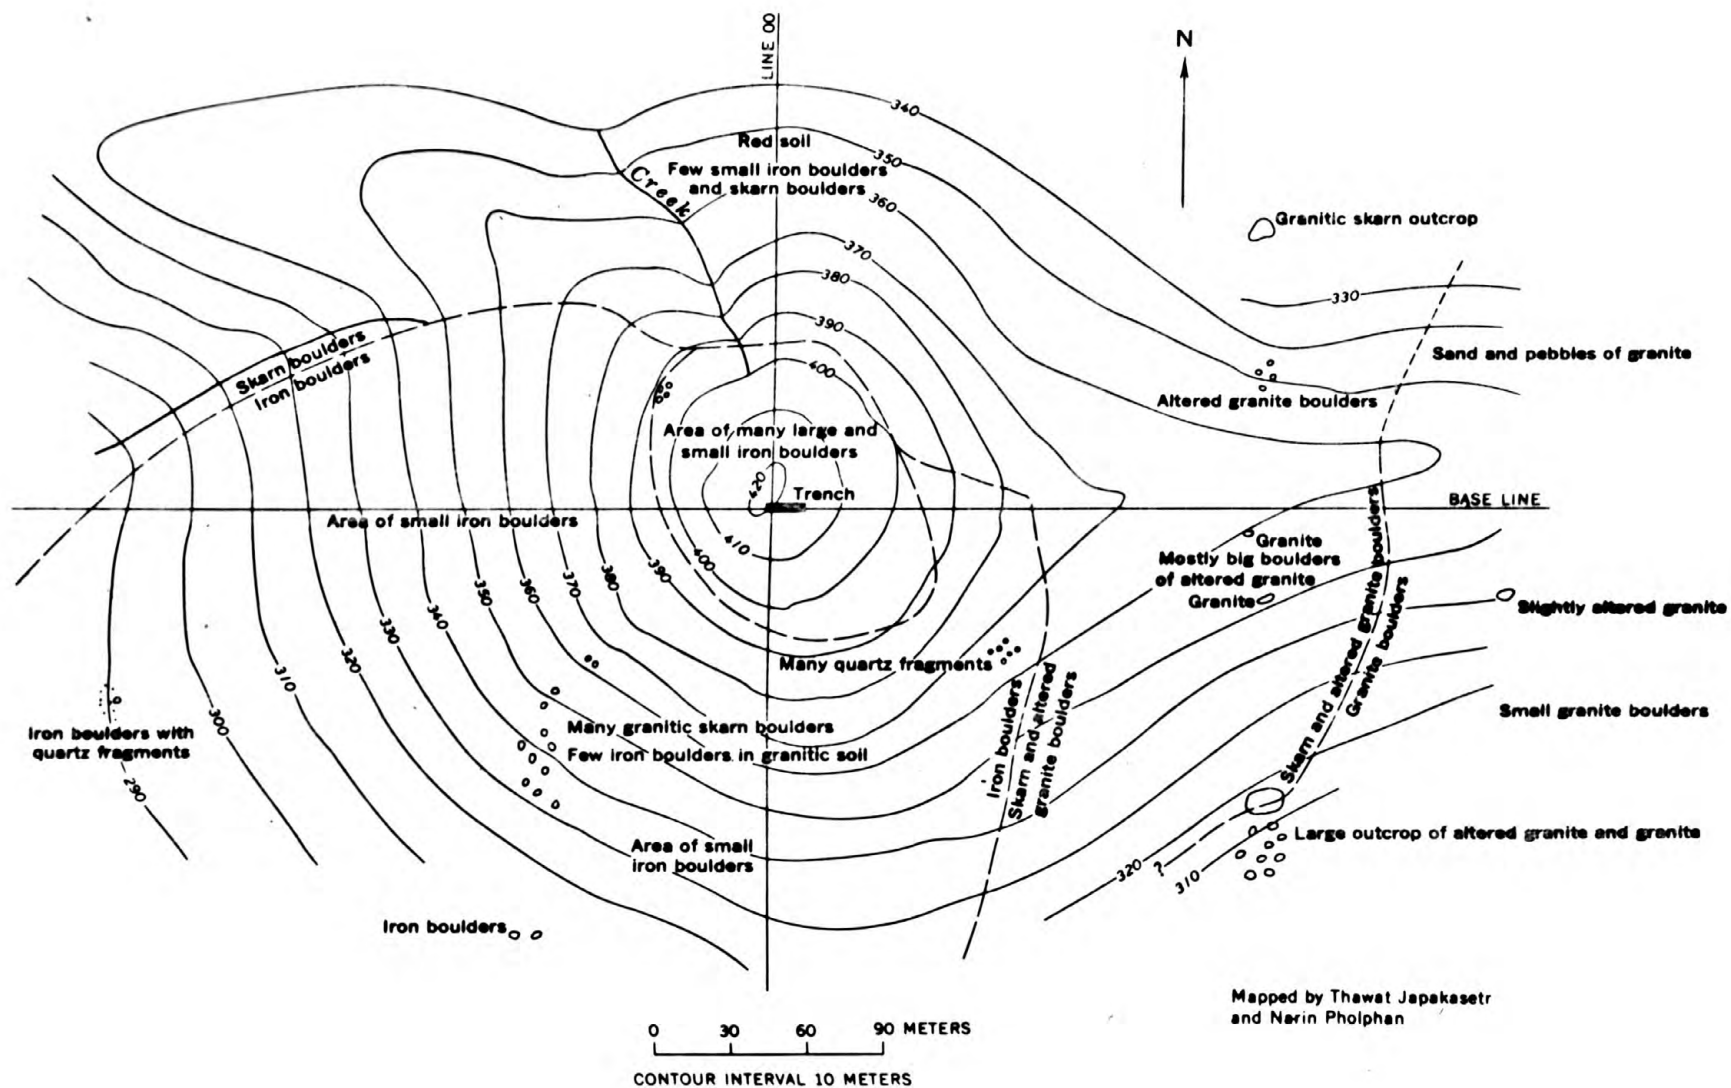 LINE 00
N
340
Red soil
350
Few small iron boulders
and skarn boulders
Creek
360
Granitic skarn outcrop
370
380
330
390
Sand and pebbles of granite
Skarn boulders
Iron boulders
400
Altered granite boulders
Area of many large and
small iron boulders
420
Trench
BASE LINE
Area of small iron boulders
410
Granite
Mostly big boulders
of altered granite
Granite
400
390
380
370
360
350
340
330
320
310
300
290
Slightly altered granite
Skarn and altered granite boulders
Granite boulders
Many quartz fragments
Iron boulders
Skarn and altered
granite boulders
Small granite boulders
Iron boulders with
quartz fragments
Many granitic skarn boulders
Few iron boulders in granitic soil
Large outcrop of altered granite and granite
Area of small
iron boulders
320
?
310
Iron boulders
Mapped by Thawat Japakasetr
and Narin Pholphan
0 30 60 90 METERS
CONTOUR INTERVAL 10 METERS